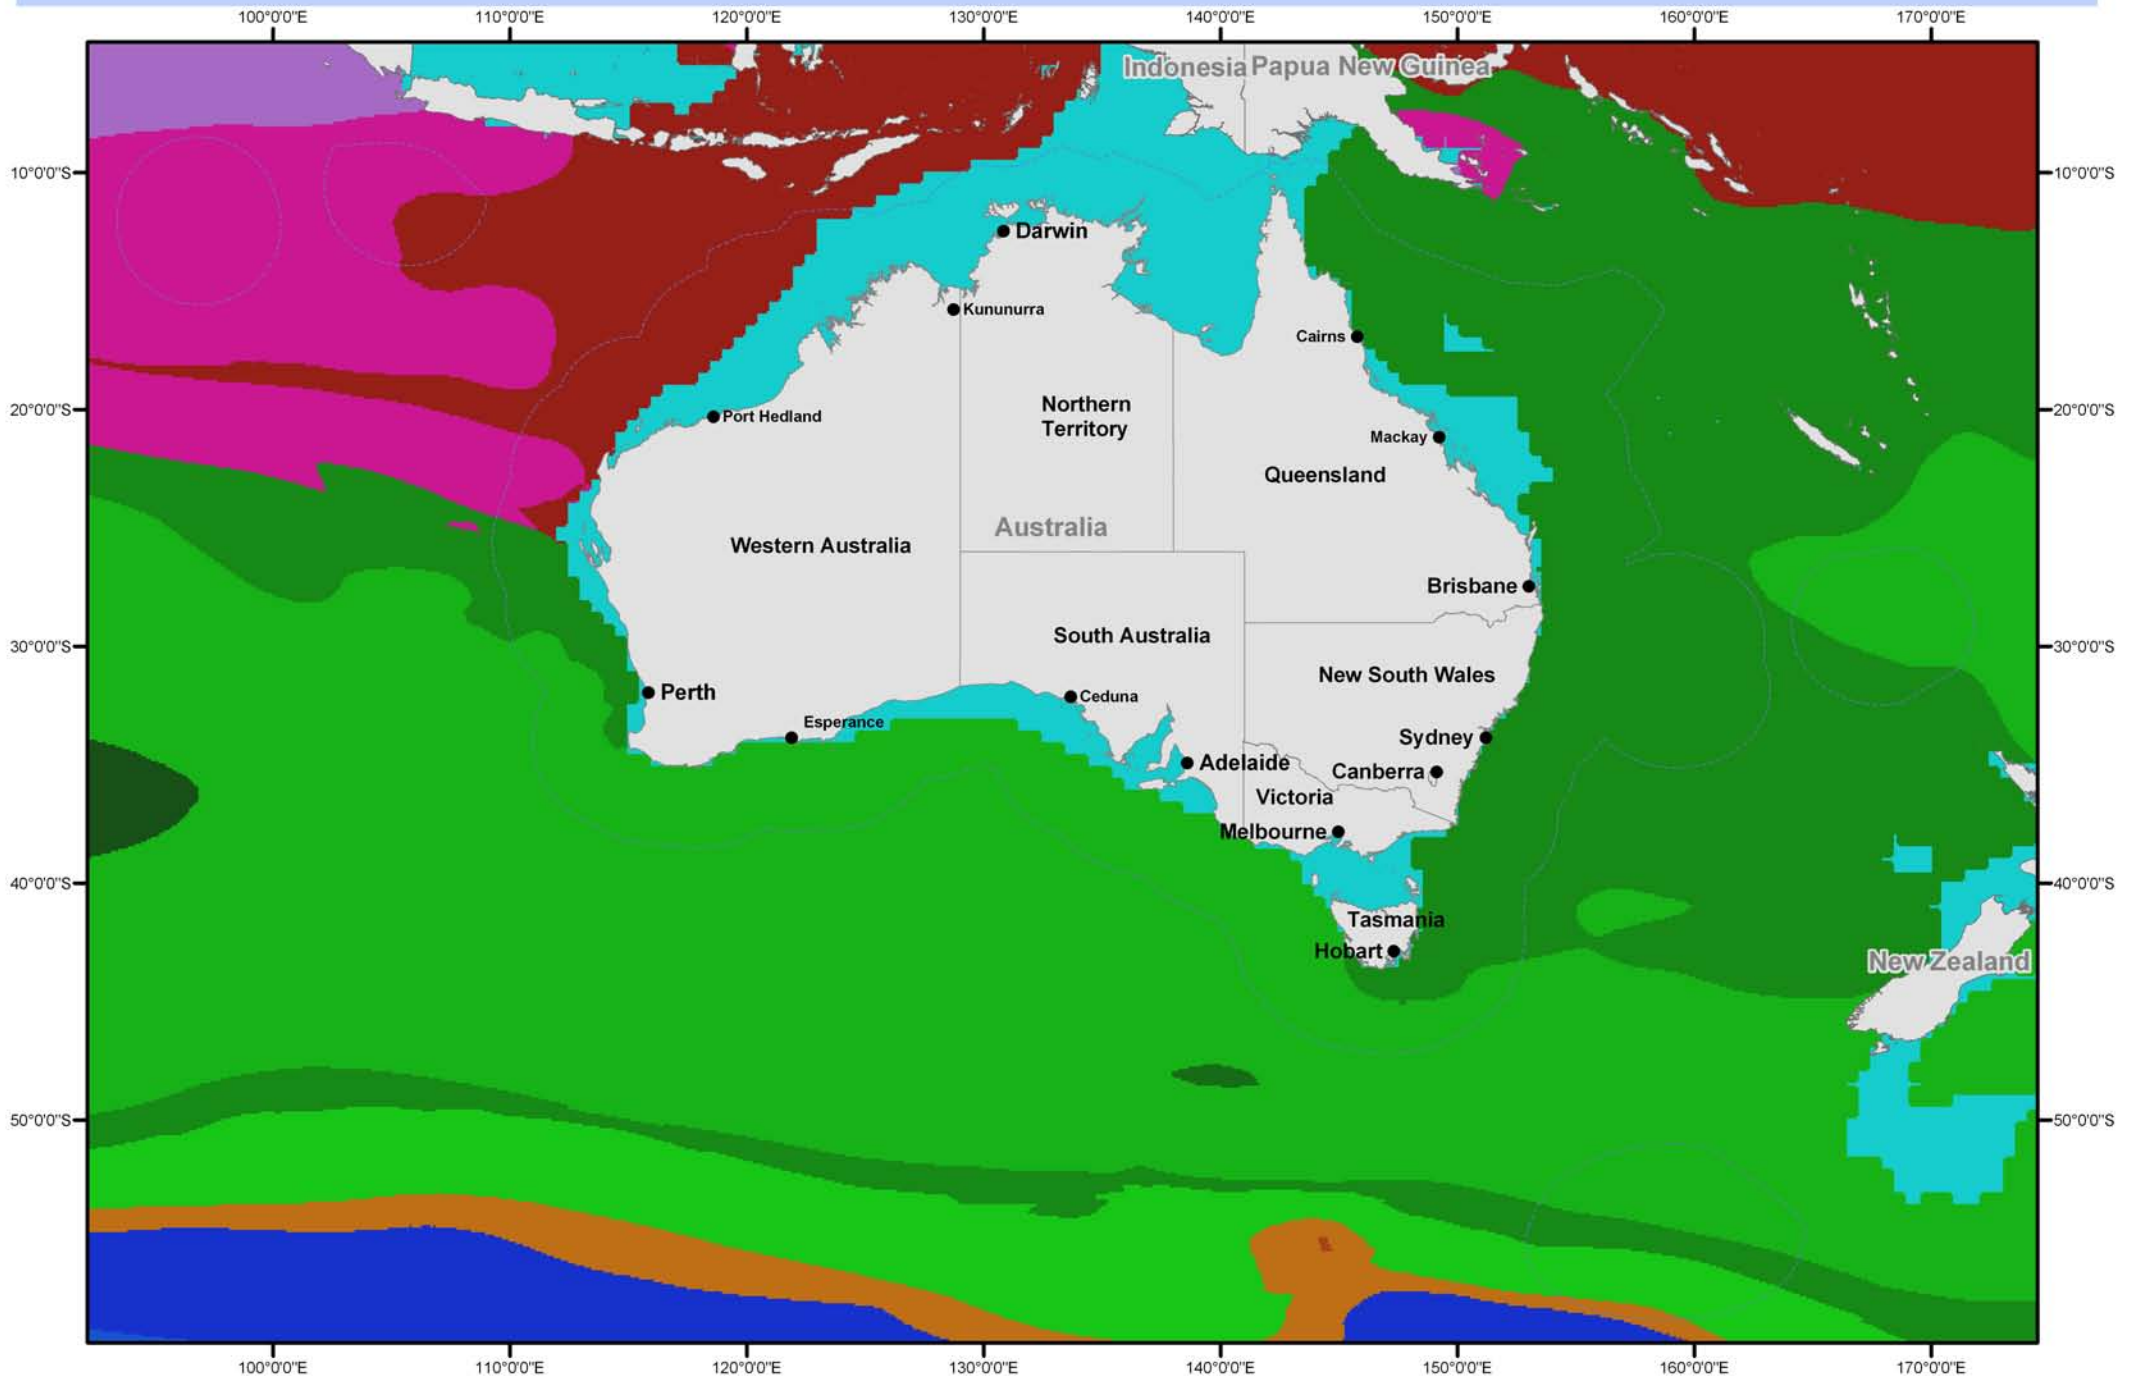 100°0'0"E 110°0'0"E 120°0'0"E 130°0'0"E 140°0'0"E 150°0'0"E 160°0'0"E 170°0'0"E
Indonesia Papua New Guinea
10°0'0"S 10°0'0"S
Darwin
Kununurra
Cairns
20°0'0"S 20°0'0"S
Northern
Territory
Port Hedland
Mackay
Queensland
Australia
Western Australia
Brisbane
South Australia
30°0'0"S 30°0'0"S
New South Wales
Perth
Ceduna
Esperance
Sydney
Adelaide
Canberra
Victoria
Melbourne
40°0'0"S 40°0'0"S
Tasmania
Hobart
New Zealand
50°0'0"S 50°0'0"S
100°0'0"E 110°0'0"E 120°0'0"E 130°0'0"E 140°0'0"E 150°0'0"E 160°0'0"E 170°0'0"E